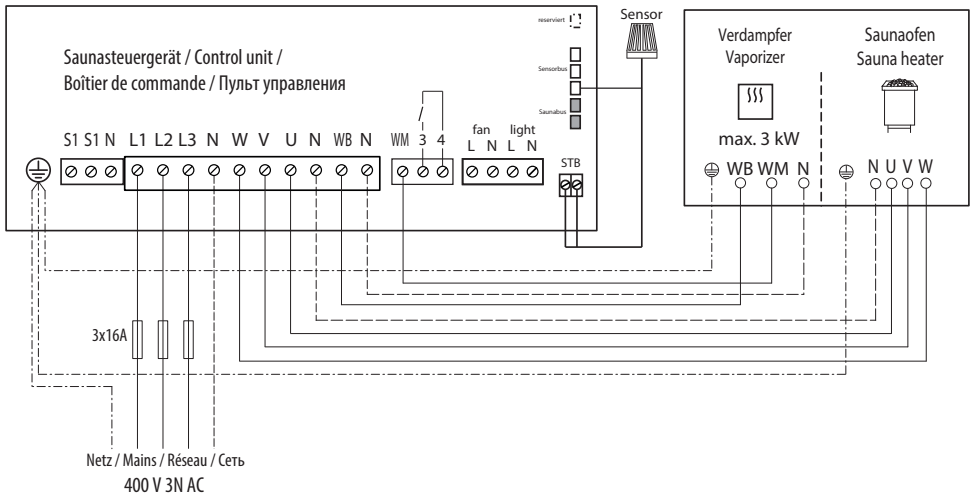 reserviert
Sensor
Saunasteuergerät / Control unit /
Boîtier de commande / Пульт управления
Sensorbus
Saunabus
Verdampfer
Vaporizer
max. 3 kW
Saunaofen
Sauna heater
S1 S1 N L1 L2 L3 N W V U N WB N WM 3 4
fan light
L N L N
STB
WB WM N
N U V W
3x16A
Netz / Mains / Réseau / Сеть
400 V 3N AC